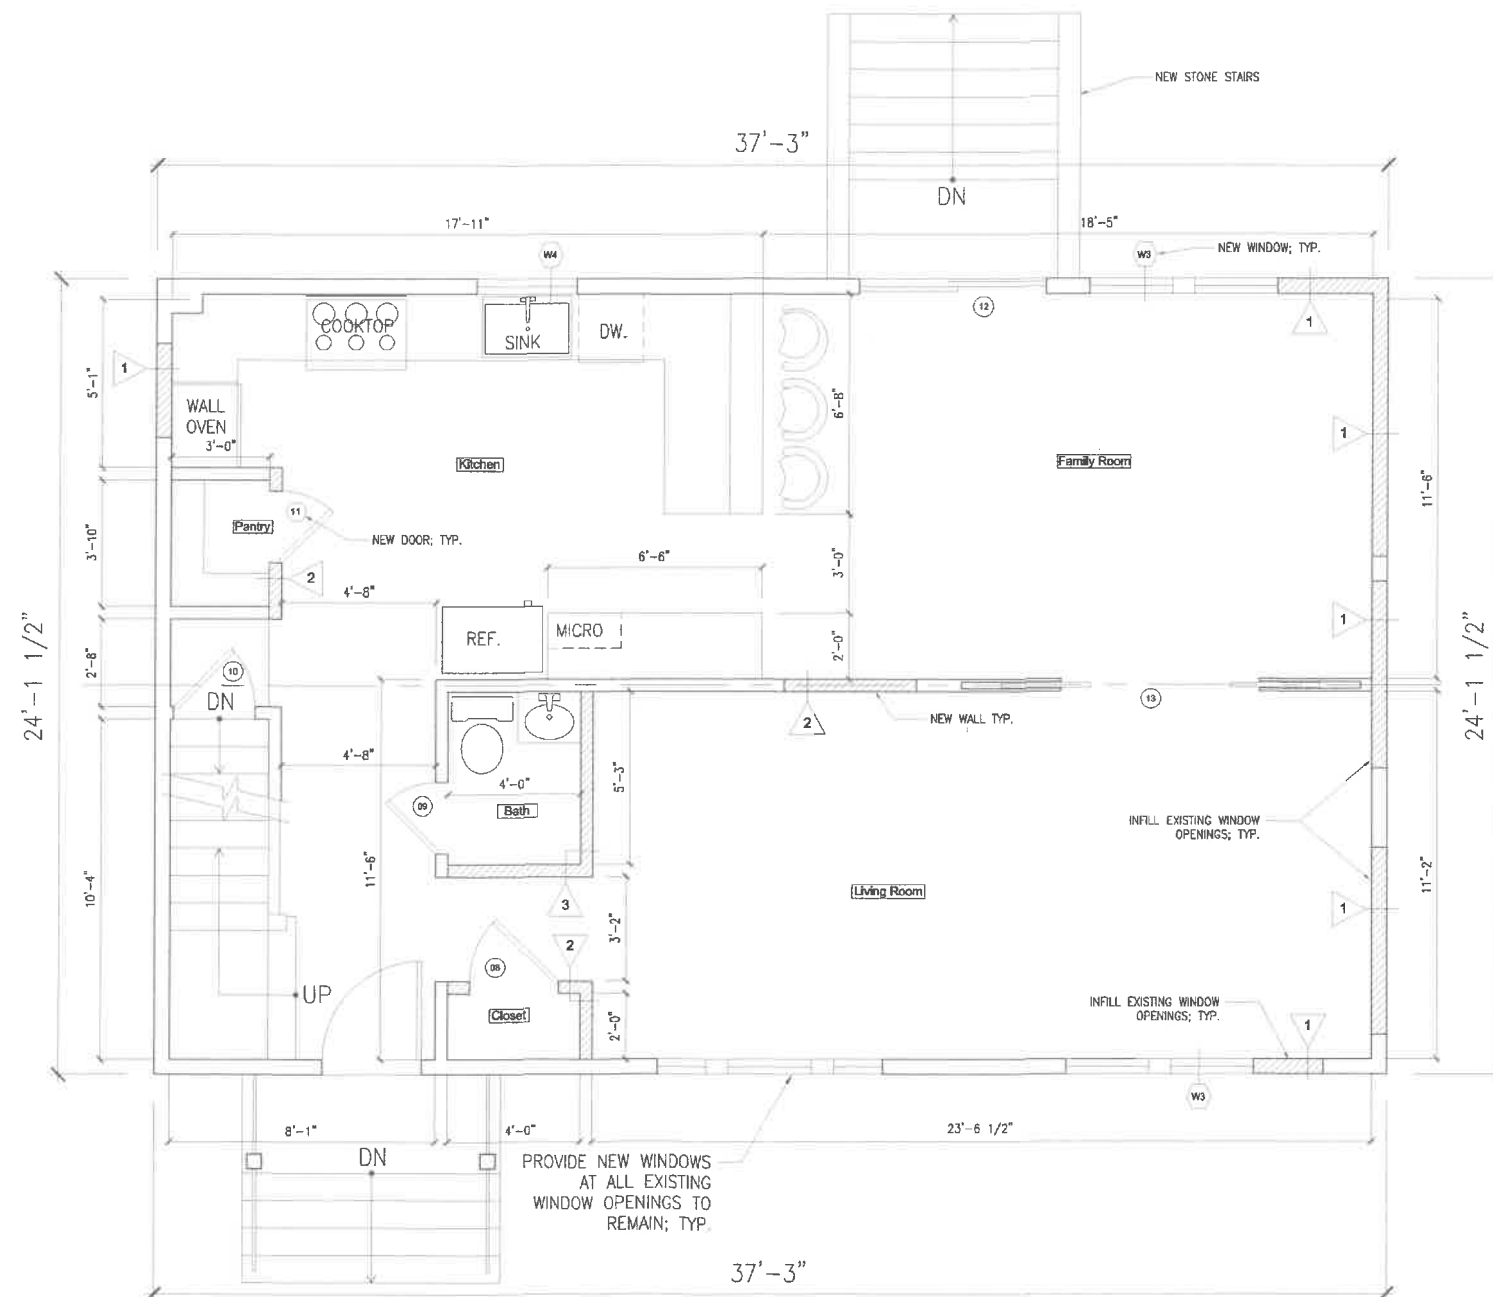 NEW STONE STAIRS
37'-3"
DN
17'-11"
18'-5"
W4
W3
NEW WINDOW; TYP.
COOKTOP
SINK
DW.
12
1
1
5'-1"
WALL
OVEN
3'-0"
6'-8"
1
Kitchen
Family Room
11'-6"
Pantry
11
NEW DOOR; TYP.
3'-10"
2
4'-8"
6'-6"
3'-0"
24'-1 1/2"
REF.
MICRO
1
24'-1 1/2"
2'-8"
10
DN
2'-0"
13
2
NEW WALL TYP.
4'-8"
4'-0"
5'-3"
09
Bath
INFILL EXISTING WINDOW
OPENINGS; TYP.
11'-6"
10'-4"
Living Room
11'-2"
3
1
2
3'-2"
08
UP
Closet
2'-0"
INFILL EXISTING WINDOW
OPENINGS; TYP.
1
W3
8'-1"
4'-0"
23'-6 1/2"
DN
PROVIDE NEW WINDOWS
AT ALL EXISTING
WINDOW OPENINGS TO
REMAIN; TYP.
37'-3"